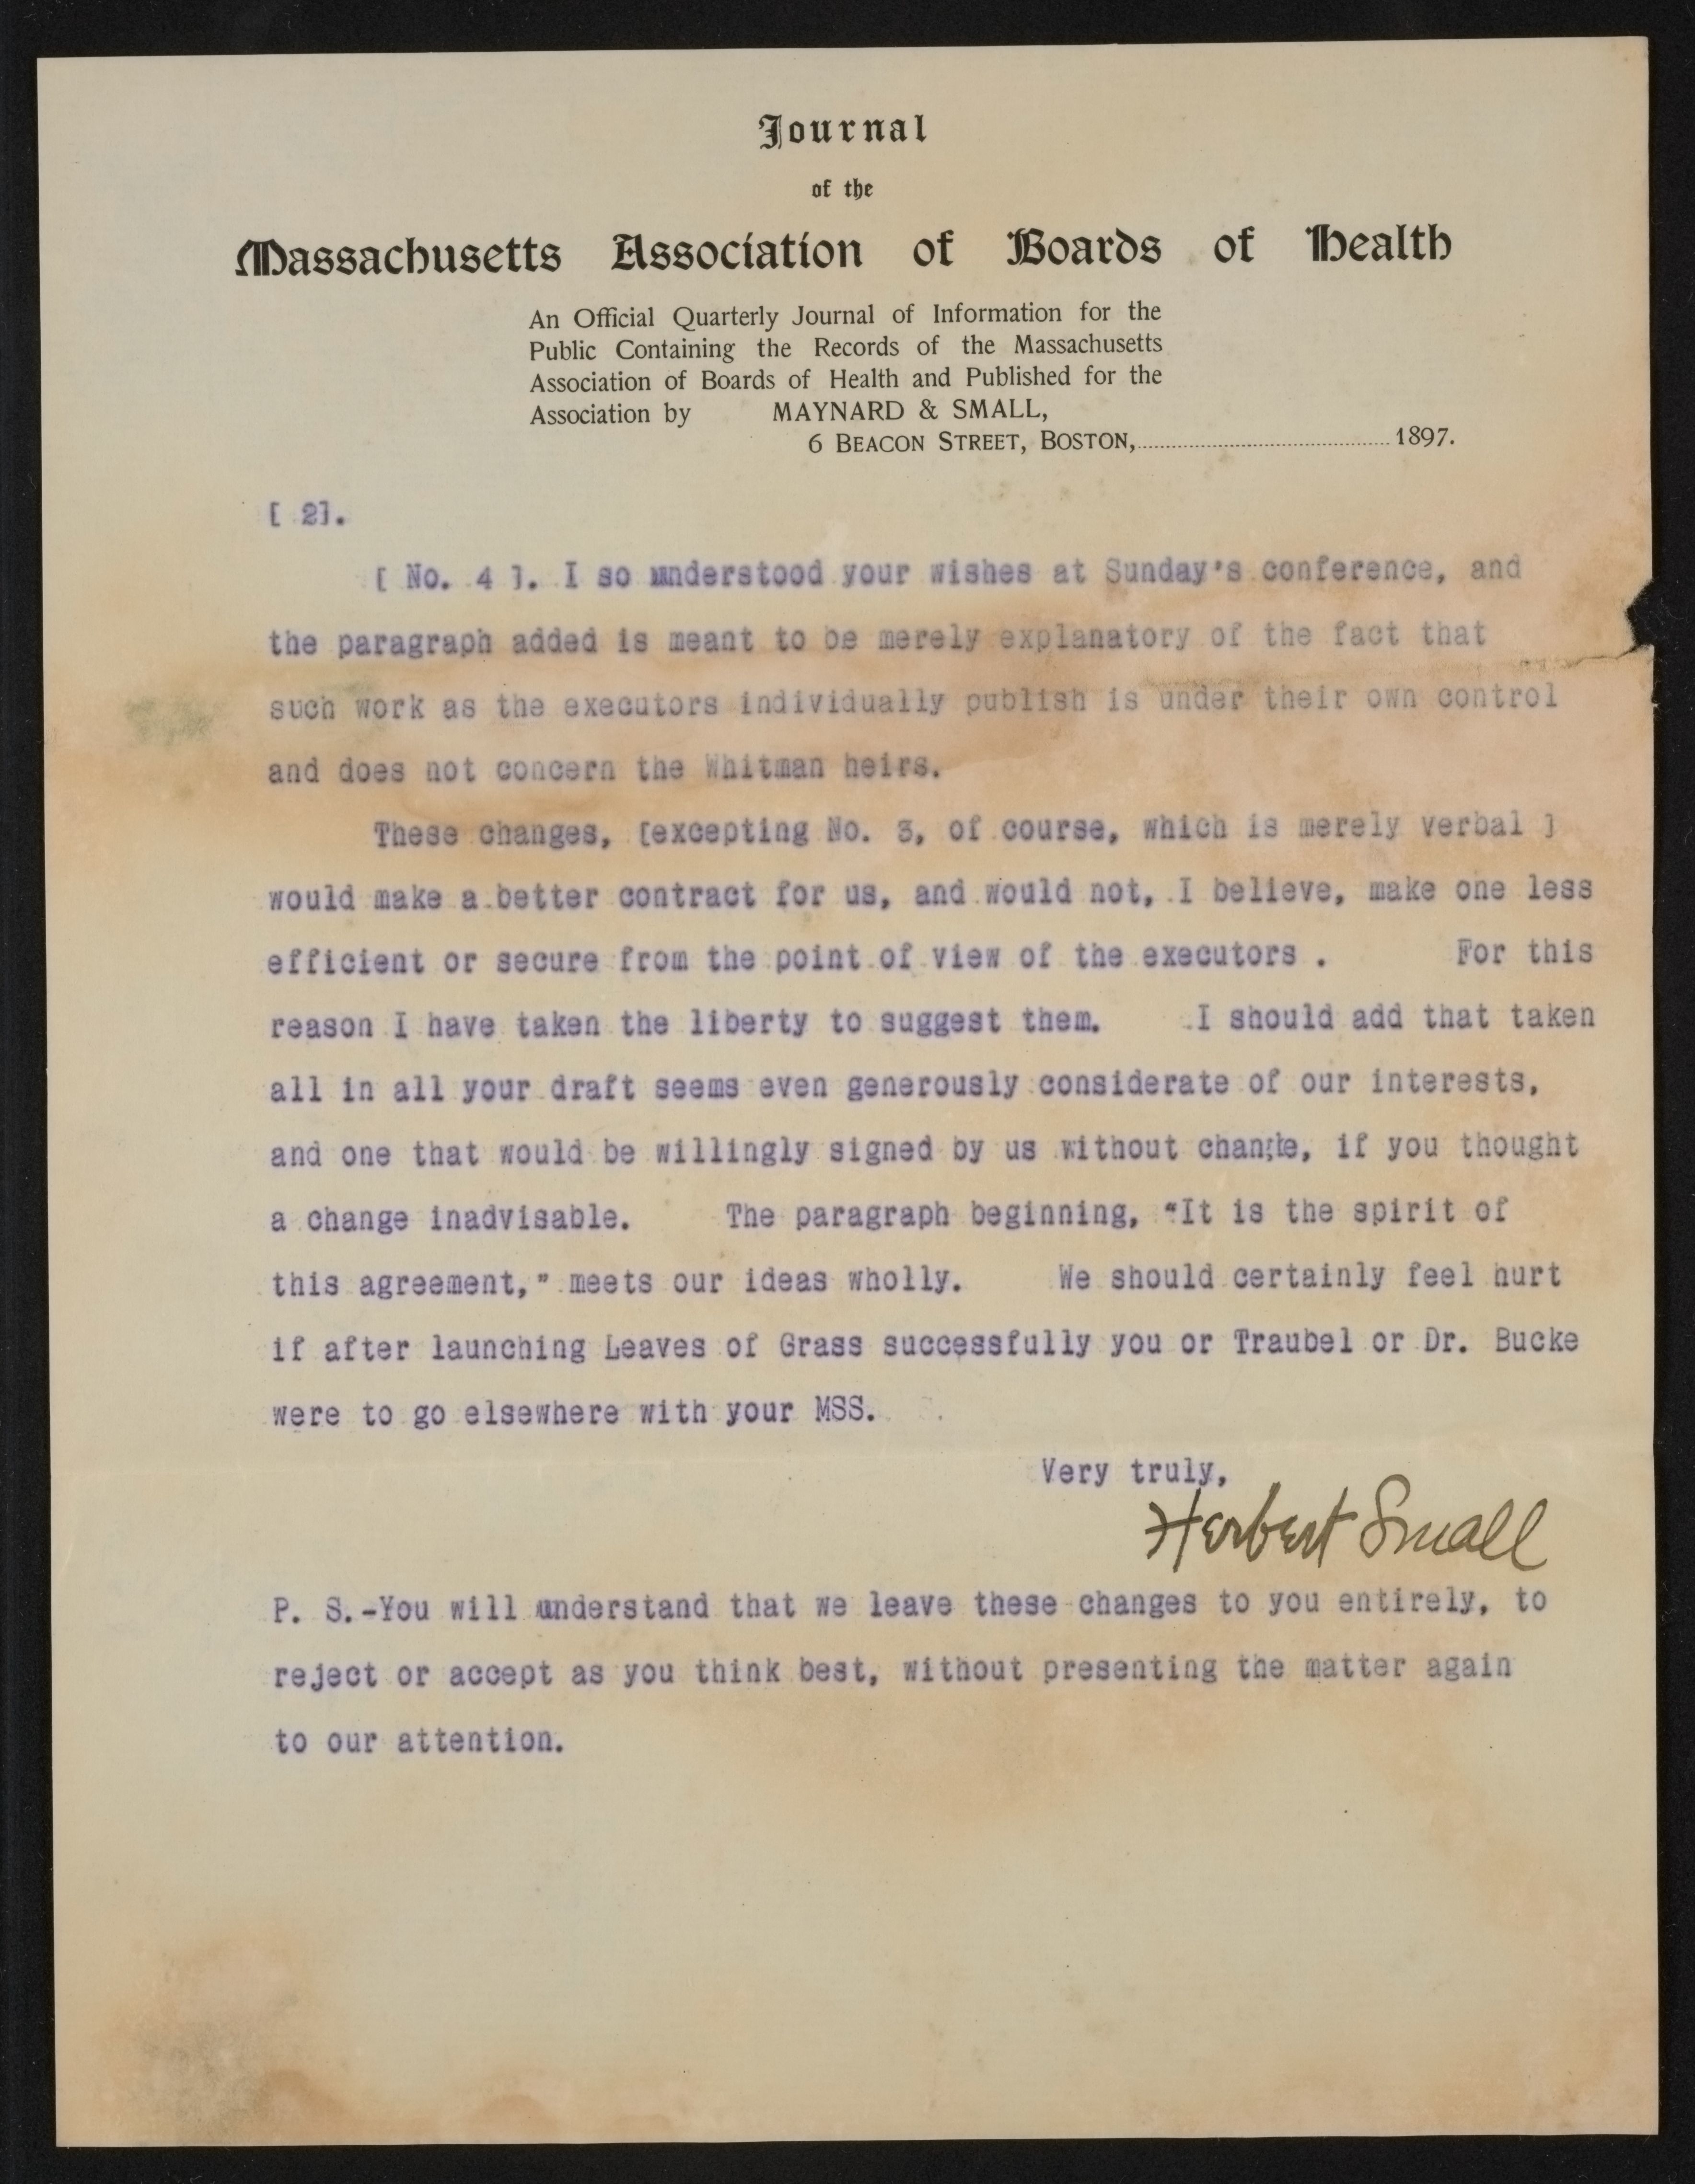 Journal
of the
Massachusetts Association of Boards of Health
An Official Quarterly Journal of Information for the
Public Containing the Records of the Massachusetts
Association of Boards of Health and Published for the
Association by MAYNARD & SMALL,
6 BEACON STREET, BOSTON, 1897.
[ 2].
[ No. 4 ]. I so understood your wishes at Sunday's conference, and
the paragraph added is meant to be merely explanatory of the fact that
such work as the executors individually publish is under their own control
and does not concern the Whitman heirs.
These changes, [excepting No. 3, of course, which is merely verbal ]
would make a better contract for us, and would not, I believe, make one less
efficient or secure from the point of view of the executors . For this
reason I have taken the liberty to suggest them. I should add that taken
all in all your draft seems even generously considerate of our interests,
and one that would be willingly signed by us without change, if you thought
a change inadvisable. The paragraph beginning, "It is the spirit of
this agreement," meets our ideas wholly. We should certainly feel hurt
if after launching Leaves of Grass successfully you or Traubel or Dr. Bucke
were to go elsewhere with your MSS.
Very truly,
Herbert Small
P. S.-You will understand that we leave these changes to you entirely, to
reject or accept as you think best, without presenting the matter again
to our attention.